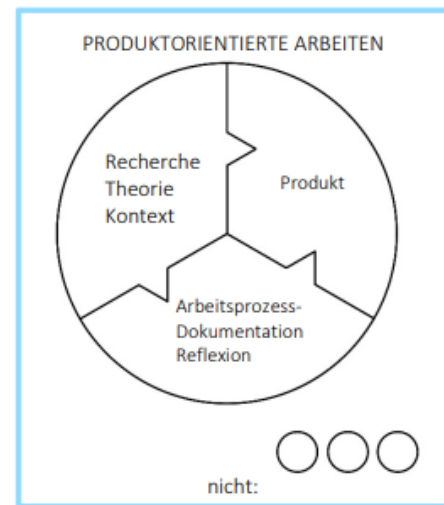 PRODUKTORIENTIERTE ARBEITEN
Recherche
Theorie
Kontext
Produkt
Arbeitsprozess-
Dokumentation
Reflexion
nicht: